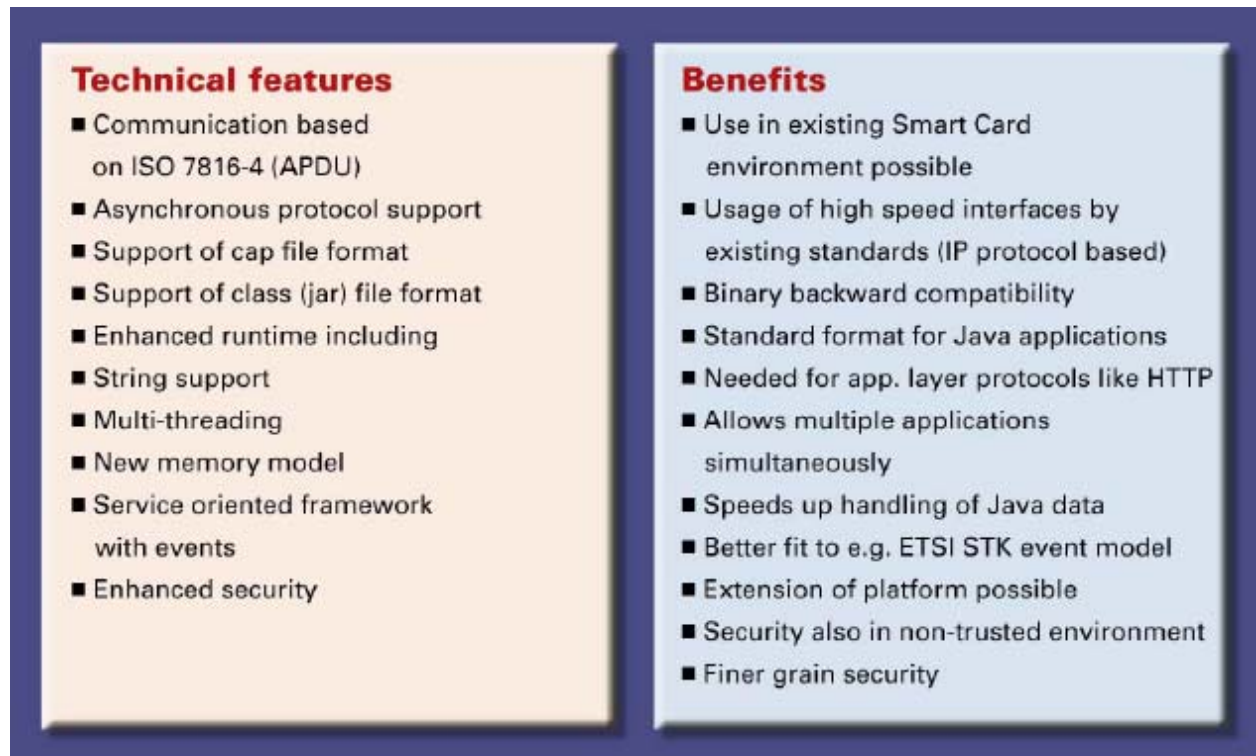 Technical features
■ Communication based
on ISO 7816-4 (APDU)
■ Asynchronous protocol support
■ Support of cap file format
■ Support of class (jar) file format
■ Enhanced runtime including
■ String support
■ Multi-threading
■ New memory model
■ Service oriented framework
with events
■ Enhanced security
Benefits
■ Use in existing Smart Card
environment possible
■ Usage of high speed interfaces by
existing standards (IP protocol based)
■ Binary backward compatibility
■ Standard format for Java applications
■ Needed for app. layer protocols like HTTP
■ Allows multiple applications
simultaneously
■ Speeds up handling of Java data
■ Better fit to e.g. ETSI STK event model
■ Extension of platform possible
■ Security also in non-trusted environment
■ Finer grain security